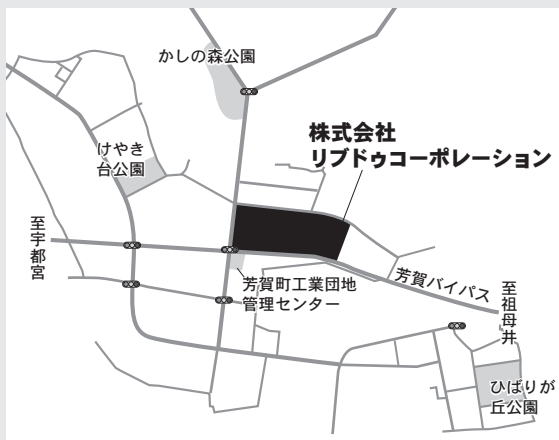 かしの森公園
株式会社
リブドゥコーポレーション
けやき
台公園
至宇都宮
芳賀町工業団地
管理センター
芳賀バイパス
至祖母井
ひばりが
丘公園